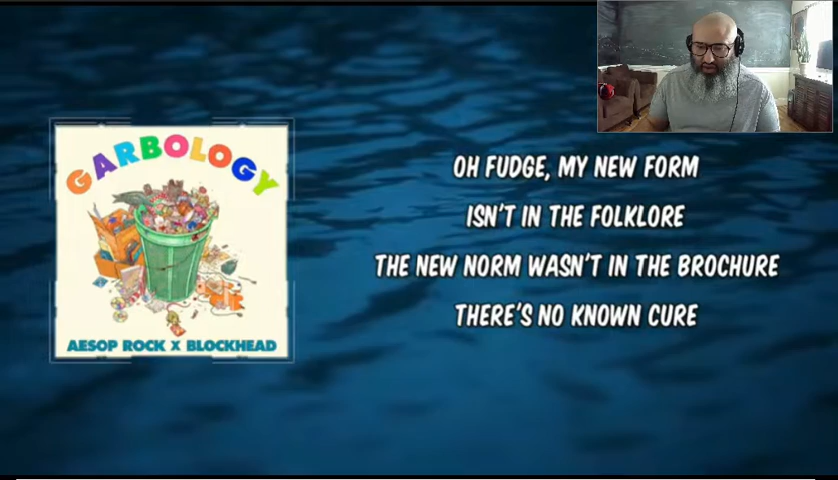 GARBOLOGY
AESOP ROCK X BLOCKHEAD
OH FUDGE, MY NEW FORM
ISN'T IN THE FOLKLORE
THE NEW NORM WASN'T IN THE BROCHURE
THERE'S NO KNOWN CURE